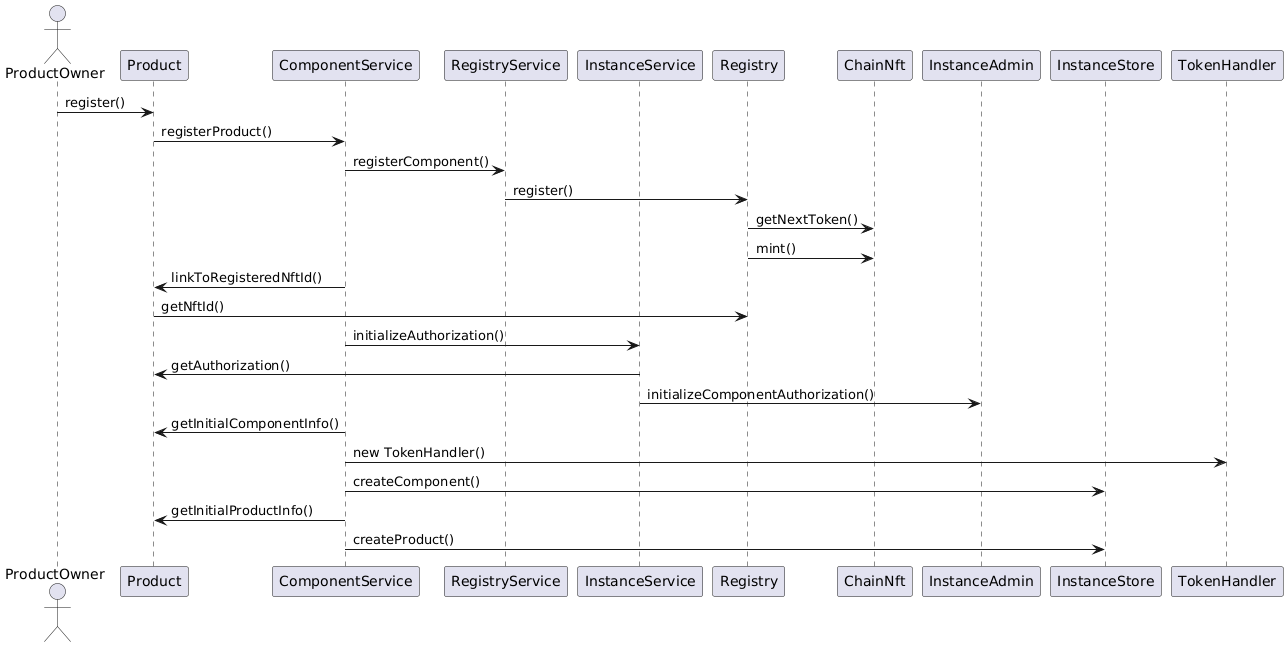 ProductOwner
Product
ComponentService
RegistryService
InstanceService
Registry
ChainNft
InstanceAdmin
InstanceStore
TokenHandler
register()
registerProduct()
registerComponent()
register()
getNextToken()
mint()
linkToRegisteredNftId()
getNftId()
initializeAuthorization()
getAuthorization()
initializeComponentAuthorization()
getInitialComponentInfo()
new TokenHandler()
createComponent()
getInitialProductInfo()
createProduct()
ProductOwner
Product
ComponentService
RegistryService
InstanceService
Registry
ChainNft
InstanceAdmin
InstanceStore
TokenHandler